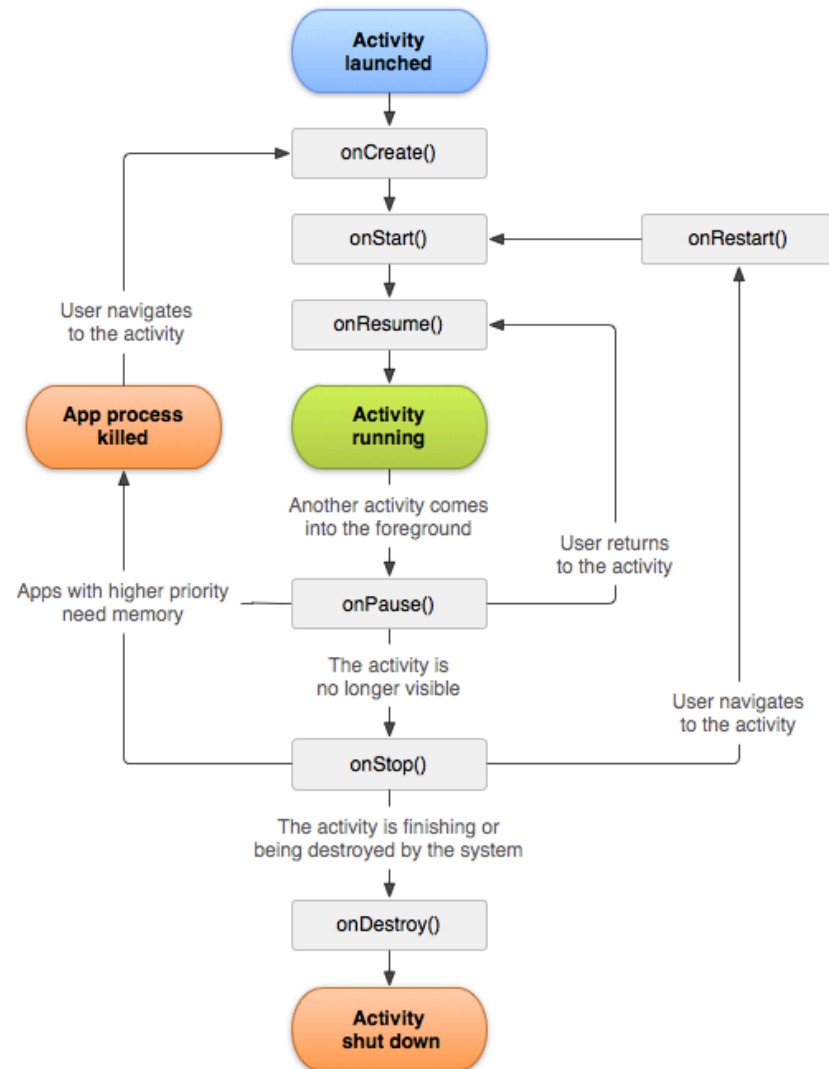 Activity
launched
onCreate()
onStart()
onRestart()
User navigates
to the activity
onResume()
App process
killed
Activity
running
Another activity comes
into the foreground
User returns
to the activity
Apps with higher priority
need memory
onPause()
The activity is
no longer visible
User navigates
to the activity
onStop()
The activity is finishing or
being destroyed by the system
onDestroy()
Activity
shut down